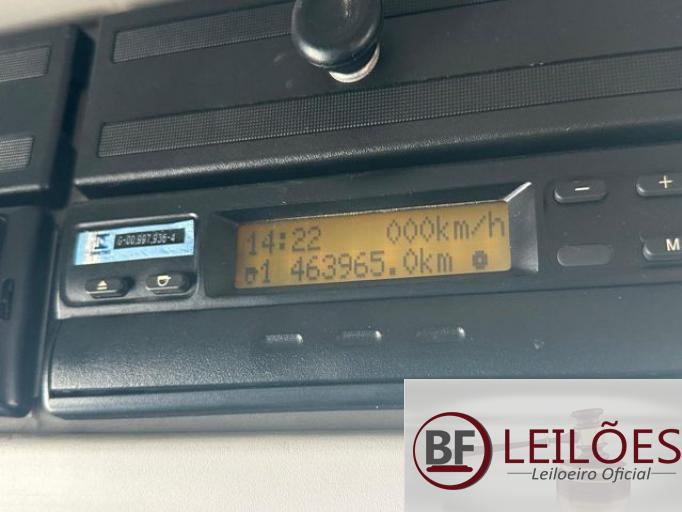 G-00.997.936-4
14:22 000km/h
1 463965.0km
M
BF LEILÕES
Leiloeiro Oficial